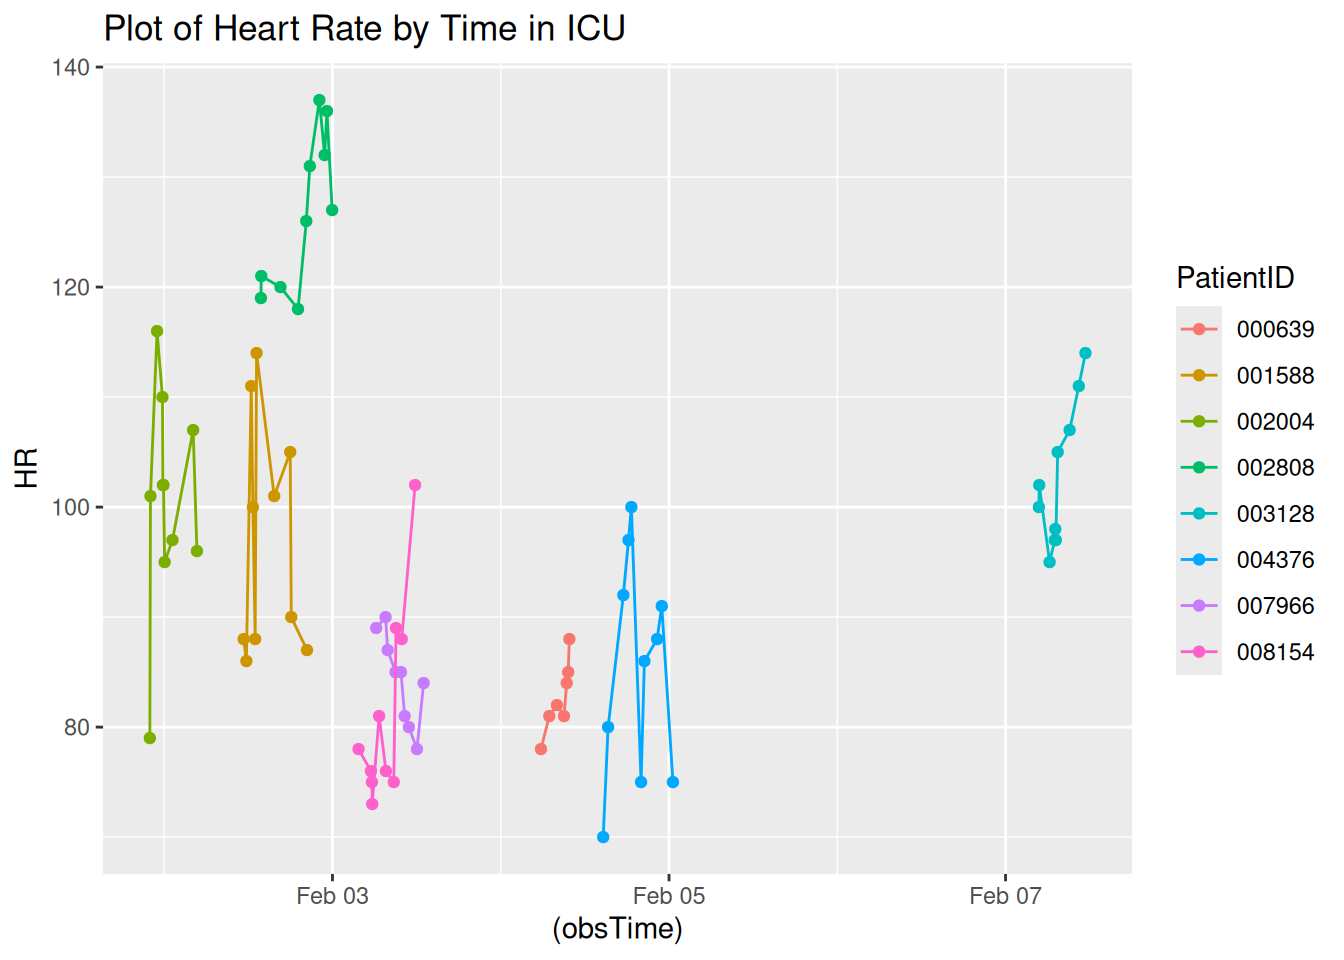 Plot of Heart Rate by Time in ICU
140
120
100
80
HR
Feb 03
Feb 05
Feb 07
(obsTime)
PatientID
000639
001588
002004
002808
003128
004376
007966
008154